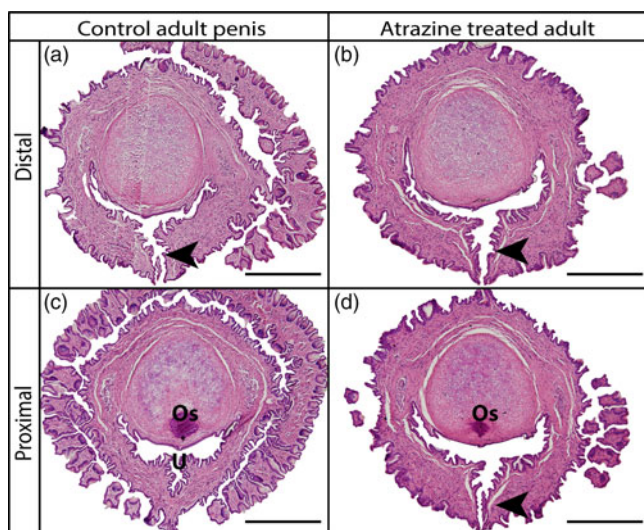 Control adult penis
Atrazine treated adult
Distal
(a)
(b)
Proximal
(c)
Os
U
(d)
Os